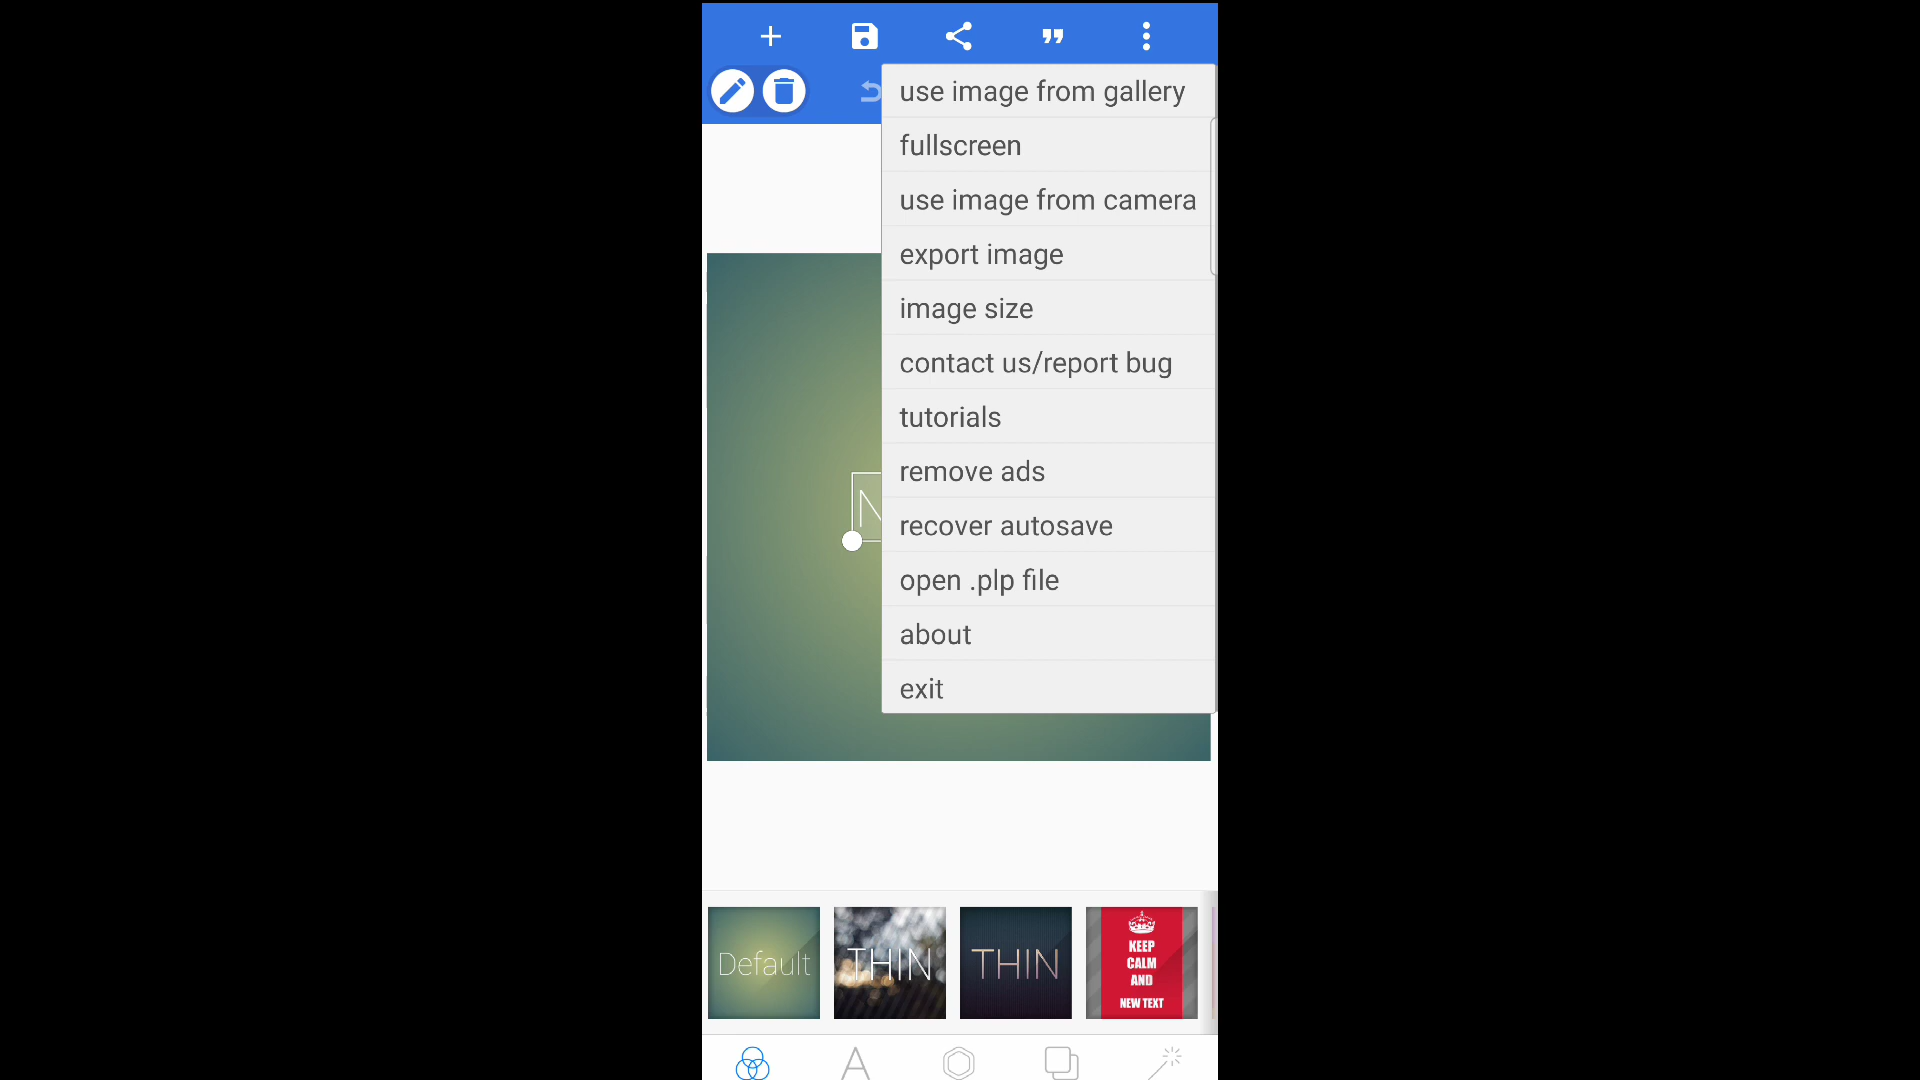 use image from gallery
fullscreen
use image from camera
export image
image size
contact us/report bug
tutorials
remove ads
recover autosave
open .plp file
about
exit
N
Default
THIN
THIN
KEEP
CALM
AND
NEW TEXT
A